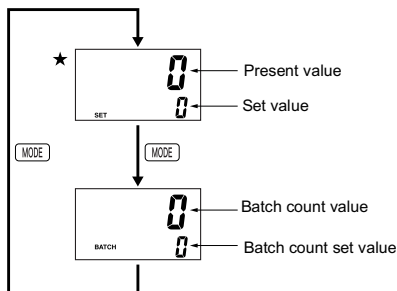 ★
0
Present value
SET
0
Set value
MODE
MODE
0
Batch count value
BATCH
0
Batch count set value